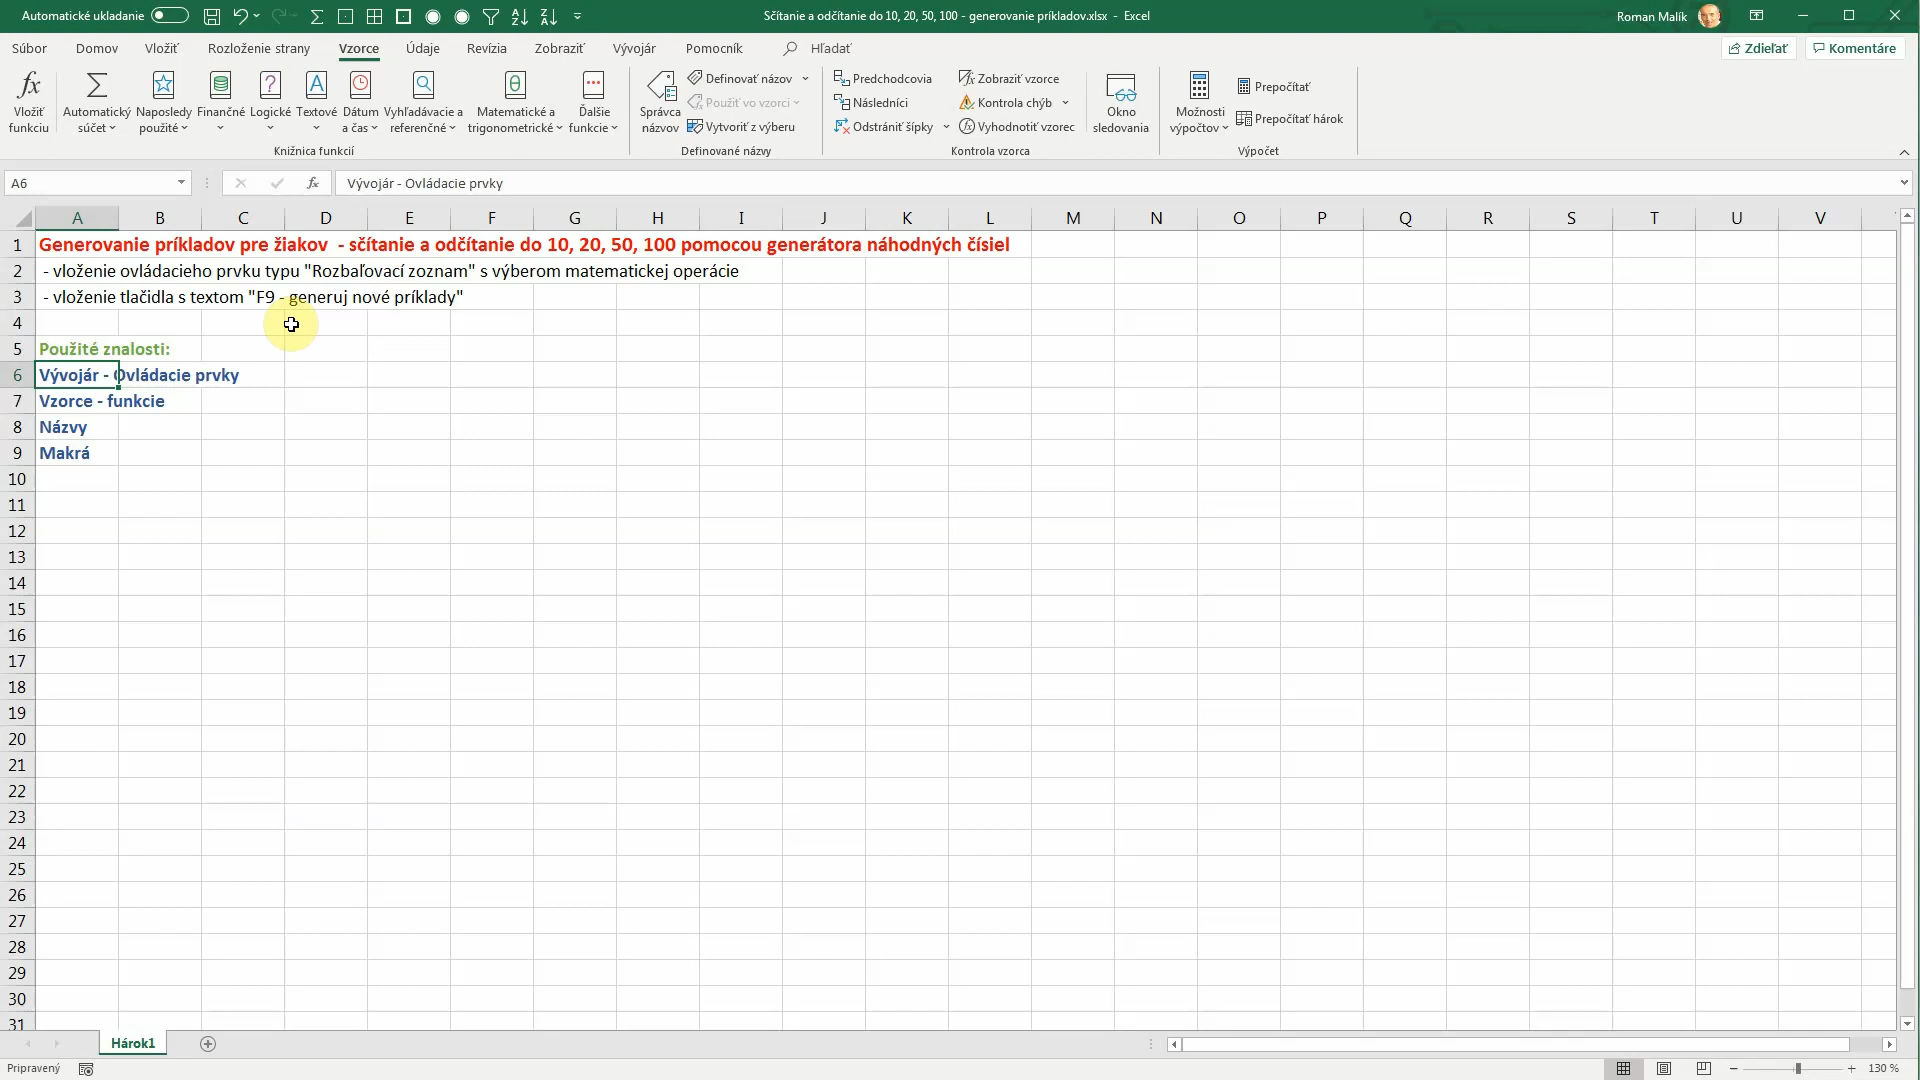 Automatické ukladanie
Sčítanie a odčítanie do 10, 20, 50, 100 - generovanie príkladov.xlsx - Excel
Roman Malík
Súbor Domov Vložiť Rozloženie strany Vzorce Údaje Revízia Zobraziť Vývojár Pomocník Hľadať
Zdieľať Komentáre
Vložiť funkciu
Automatický súčet
Naposledy použité
Finančné
Logické
Textové
Dátum a čas
Vyhľadávacie a referenčné
Matematické a trigonometrické
Ďalšie funkcie
Knižnica funkcií
Správca názvov
Definovať názov
Použiť vo vzorci
Vytvoriť z výberu
Definované názvy
Predchodcovia
Následníci
Odstrániť šípky
Zobraziť vzorce
Kontrola chýb
Vyhodnotiť vzorec
Kontrola vzorca
Okno sledovania
Možnosti výpočtov
Prepočítať
Prepočítať hárok
Výpočet
A6
fx
Vývojár - Ovládacie prvky
A B C D E F G H I J K L M N O P Q R S T U V
1 Generovanie príkladov pre žiakov - sčítanie a odčítanie do 10, 20, 50, 100 pomocou generátora náhodných čísiel
2 - vloženie ovládacieho prvku typu "Rozbaľovací zoznam" s výberom matematickej operácie
3 - vloženie tlačidla s textom "F9 - generuj nové príklady"
4
5 Použité znalosti:
6 Vývojár - Ovládacie prvky
7 Vzorce - funkcie
8 Názvy
9 Makrá
10
11
12
13
14
15
16
17
18
19
20
21
22
23
24
25
26
27
28
29
30
31
Hárok1
Pripravený
130 %